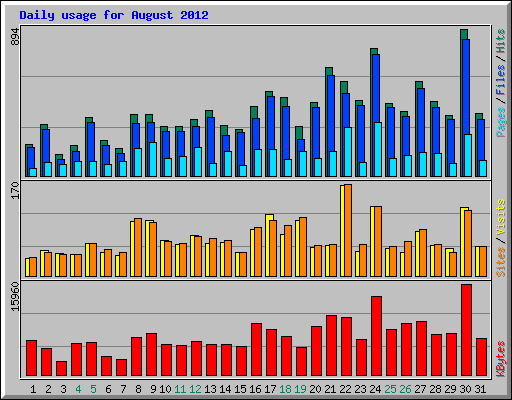 Daily usage for August 2012
894
Pages / Files / Hits
170
Sites / Visits
15960
KBytes
1 2 3 4 5 6 7 8 9 10 11 12 13 14 15 16 17 18 19 20 21 22 23 24 25 26 27 28 29 30 31